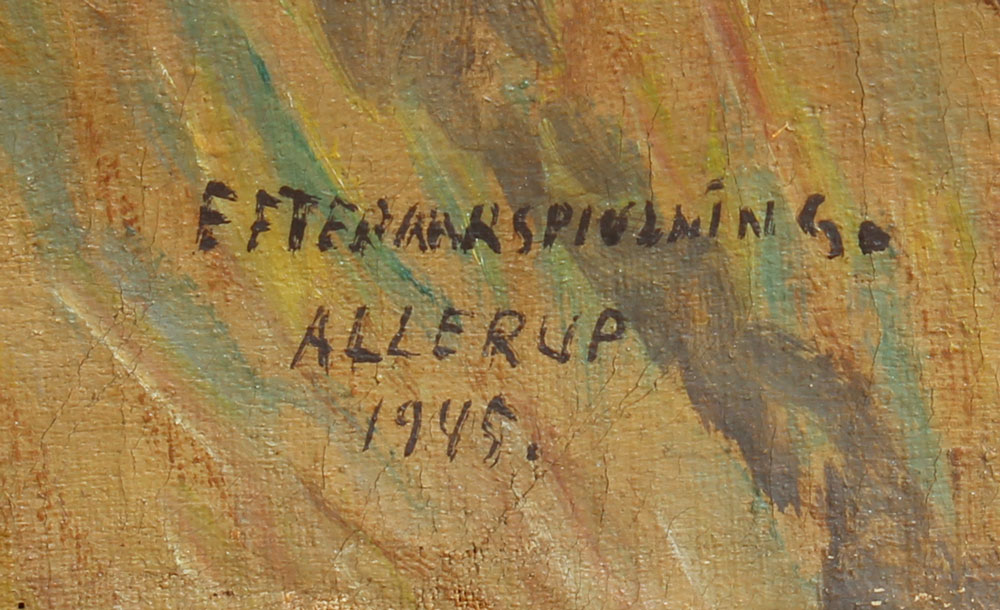 EFTERAARSPLØJNING.
ALLERUP
1945.